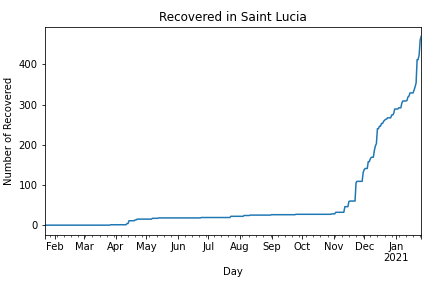 Recovered in Saint Lucia
Number of Recovered
400
300
200
100
0
Feb Mar Apr May Jun Jul Aug Sep Oct Nov Dec Jan
2021
Day